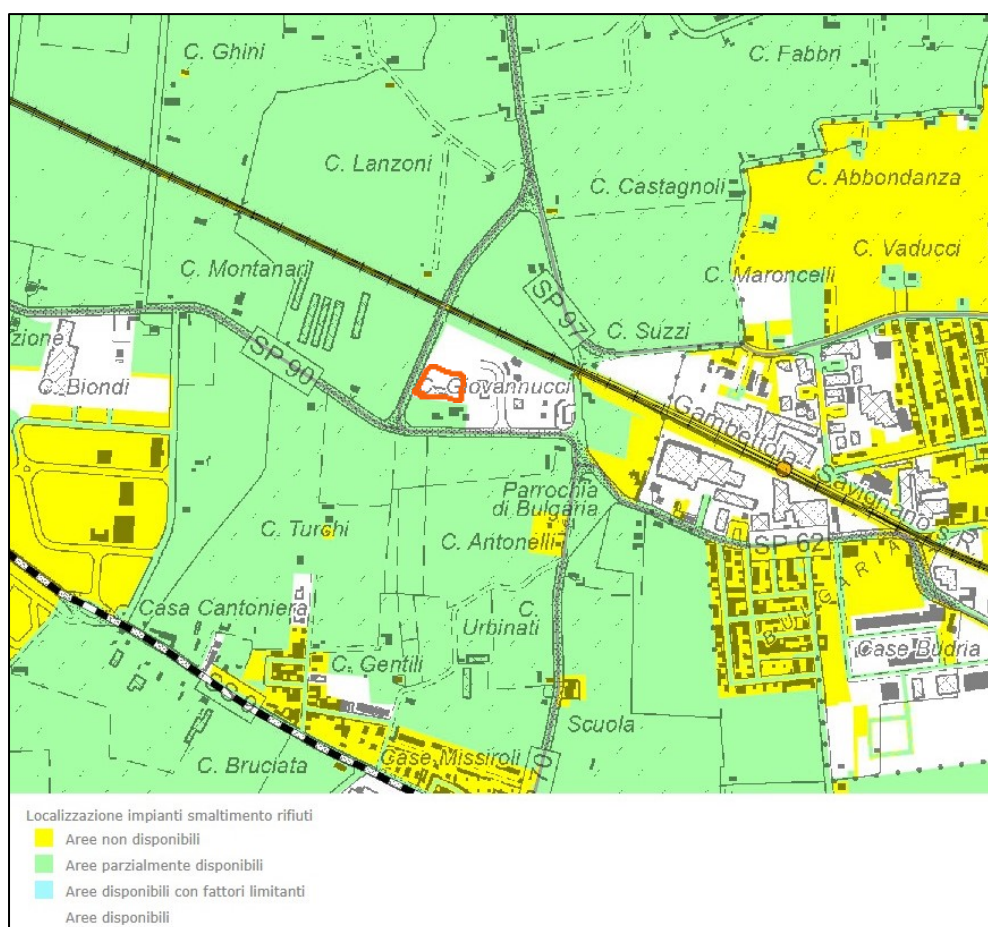 C. Ghini
C. Fabbri
C. Lanzoni
C. Castagnoli
C. Abbondanza
C. Vaducci
C. Montanari
C. Maroncelli
SP 97
zione
SP 90
C. Suzzi
C. Biondi
C. Giovannucci
Gambettola
Savignano s. R.
Parrochia
di Bulgaria
C. Turchi
C. Antonelli
SP 62
BULGARIA
Casa Cantoniera
C.
Urbinati
C. Gentili
Case Budria
Scuola
Case Missiroli
C. Bruciata
Localizzazione impianti smaltimento rifiuti
Aree non disponibili
Aree parzialmente disponibili
Aree disponibili con fattori limitanti
Aree disponibili